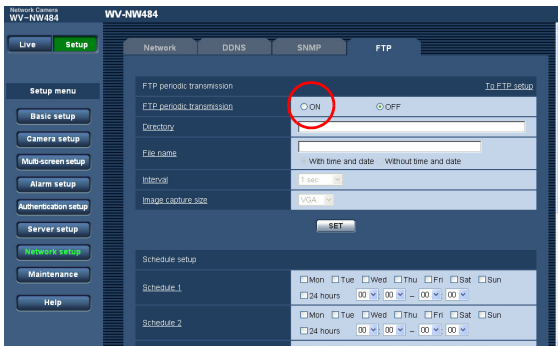 Network Camera
WV-NW484
WV-NW484
Live Setup
Network DDNS SNMP FTP
Setup menu
Basic setup
Camera setup
Multi-screen setup
Alarm setup
Authentication setup
Server setup
Network setup
Maintenance
Help
FTP periodic transmission To FTP setup
FTP periodic transmission ON OFF
Directory
File name
With time and date Without time and date
Interval 1 sec
Image capture size VGA
SET
Schedule setup
Schedule 1
Mon Tue Wed Thu Fri Sat Sun
24 hours 00 : 00 – 00 : 00
Schedule 2
Mon Tue Wed Thu Fri Sat Sun
24 hours 00 : 00 – 00 : 00